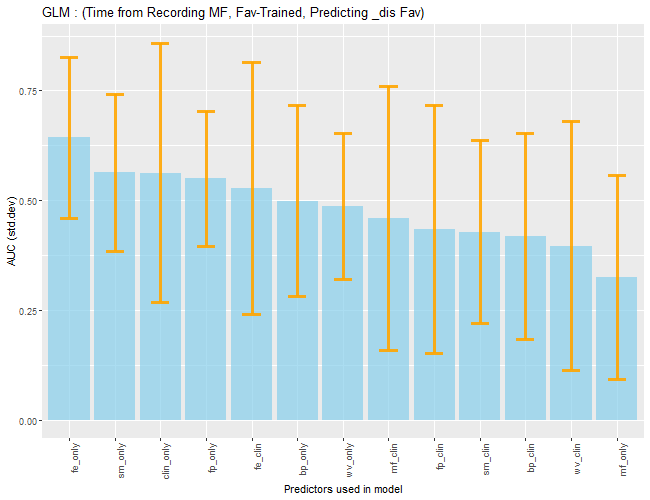 GLM : (Time from Recording MF, Fav-Trained, Predicting _dis Fav)
AUC (std.dev)
0.75
0.50
0.25
0.00
fe_only
sm_only
clin_only
fp_only
fe_clin
bp_only
wv_only
mf_clin
fp_clin
sm_clin
bp_clin
wv_clin
mf_only
Predictors used in model